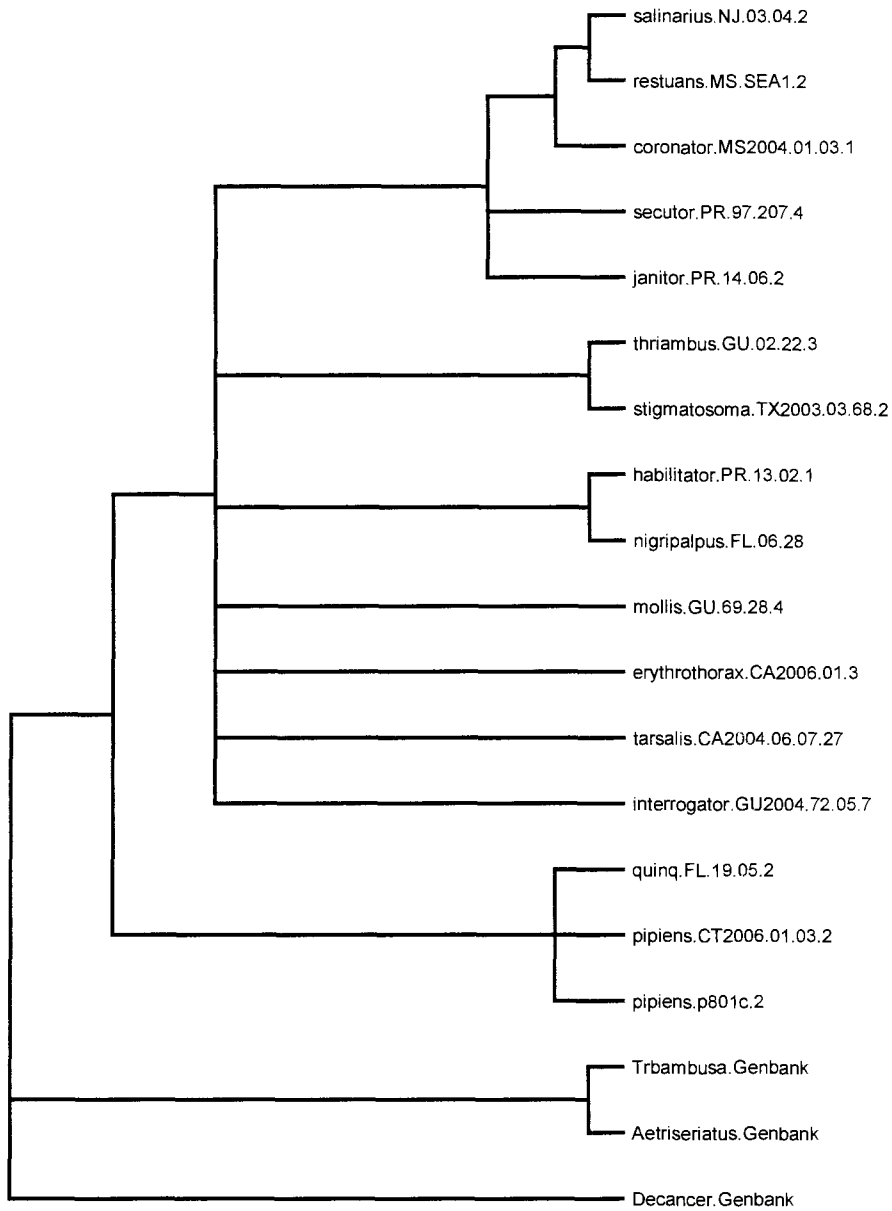 salinarius.NJ.03.04.2
restuans.MS.SEA1.2
coronator.MS2004.01.03.1
secutor.PR.97.207.4
janitor.PR.14.06.2
thriambus.GU.02.22.3
stigmatosoma.TX2003.03.68.2
habilitator.PR.13.02.1
nigripalpus.FL.06.28
mollis.GU.69.28.4
erythrothorax.CA2006.01.3
tarsalis.CA2004.06.07.27
interrogator.GU2004.72.05.7
quinq.FL.19.05.2
pipiens.CT2006.01.03.2
pipiens.p801c.2
Trbambusa.Genbank
Aetriseriatus.Genbank
Decancer.Genbank